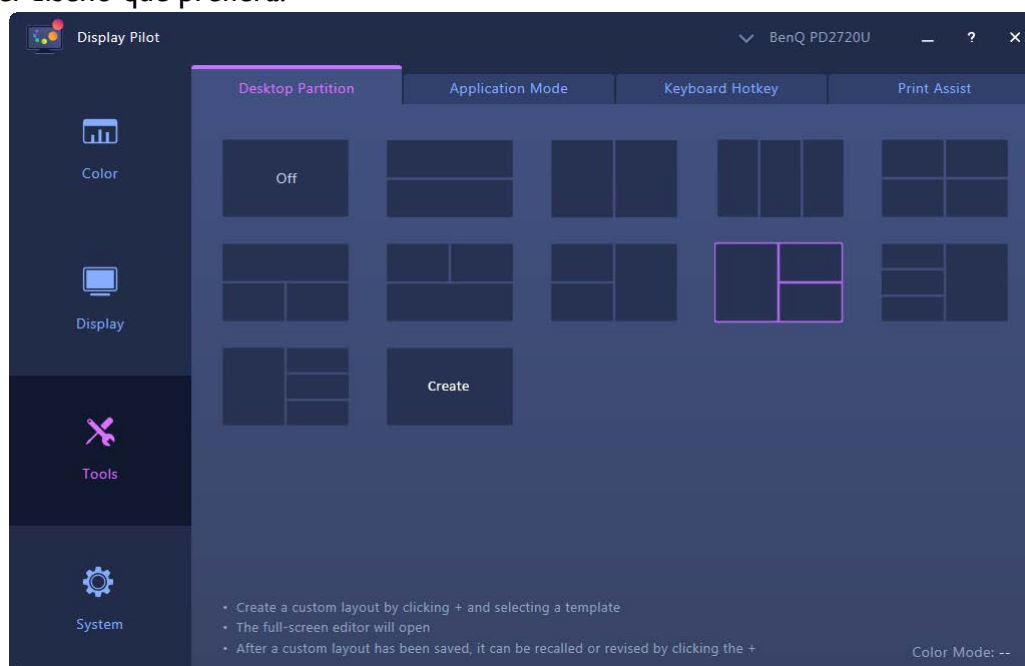 que prefiera.
Display Pilot
BenQ PD2720U
?
Desktop Partition
Application Mode
Keyboard Hotkey
Print Assist
Color
Display
Tools
System
Off
Create
• Create a custom layout by clicking + and selecting a template
• The full-screen editor will open
• After a custom layout has been saved, it can be recalled or revised by clicking the +
Color Mode: --